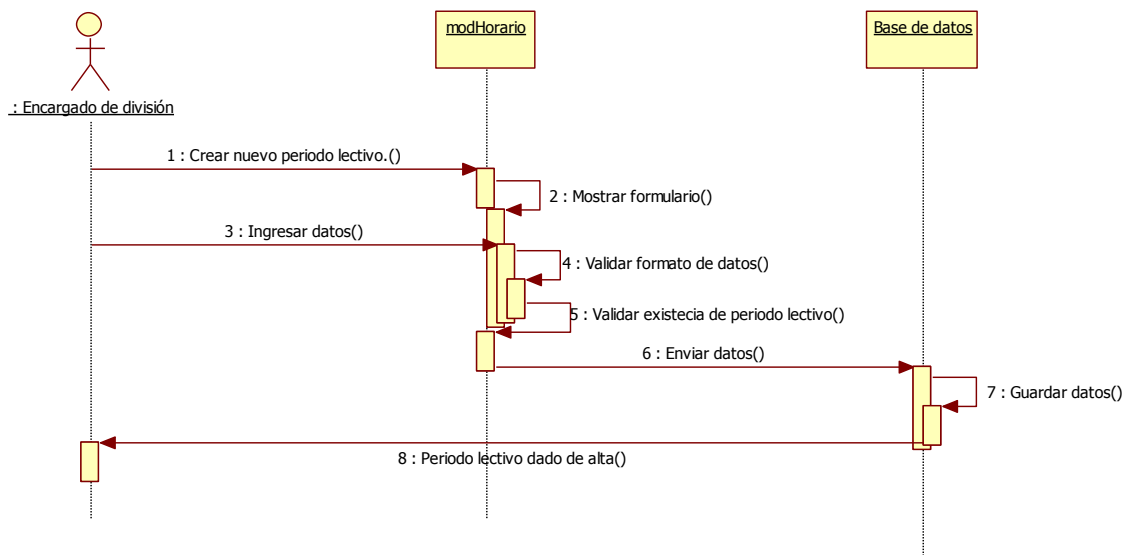 modHorario
Base de datos
: Encargado de división
1 : Crear nuevo periodo lectivo.()
2 : Mostrar formulario()
3 : Ingresar datos()
4 : Validar formato de datos()
5 : Validar existecia de periodo lectivo()
6 : Enviar datos()
7 : Guardar datos()
8 : Periodo lectivo dado de alta()